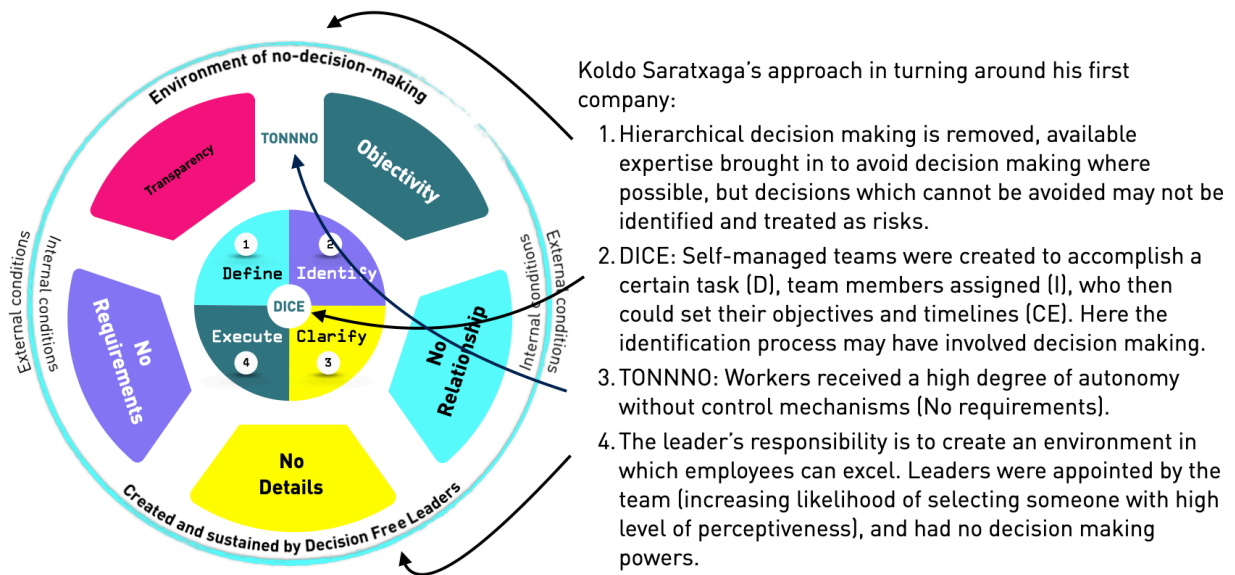 Environment of no-decision-making
TONNNO
Transparency
Objectivity
External conditions
Internal conditions
1
Define
2
Identify
DICE
Execute
4
Clarify
3
Internal conditions
External conditions
No
Requirements
No
Relationship
No
Details
Created and sustained by Decision Free Leaders
Koldo Saratxaga's approach in turning around his first
company:
1. Hierarchical decision making is removed, available
expertise brought in to avoid decision making where
possible, but decisions which cannot be avoided may not be
identified and treated as risks.
2. DICE: Self-managed teams were created to accomplish a
certain task (D), team members assigned (I), who then
could set their objectives and timelines (CE). Here the
identification process may have involved decision making.
3. TONNNO: Workers received a high degree of autonomy
without control mechanisms (No requirements).
4. The leader's responsibility is to create an environment in
which employees can excel. Leaders were appointed by the
team (increasing likelihood of selecting someone with high
level of perceptiveness), and had no decision making
powers.